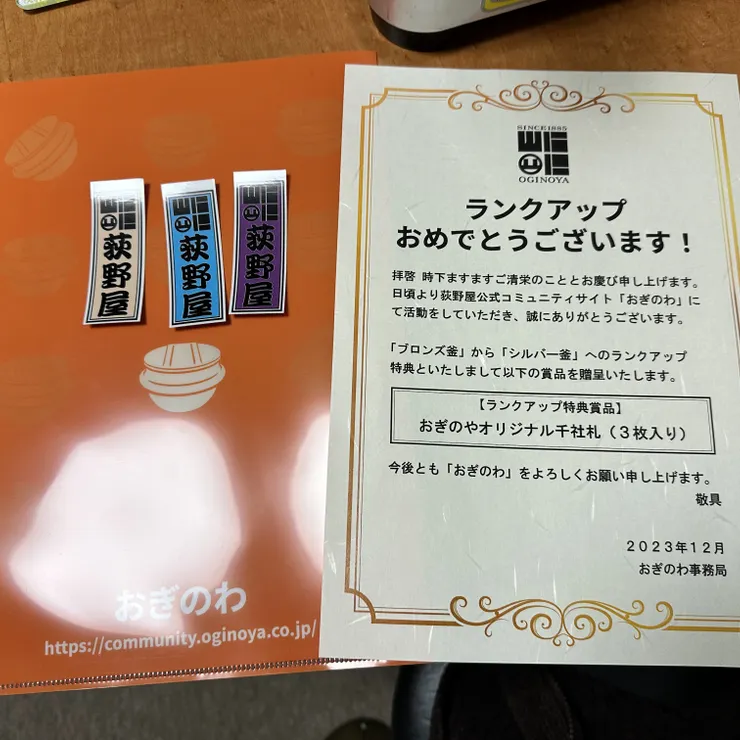 荻野屋
荻野屋
荻野屋
おぎのわ
https://community.oginoya.co.jp/
SINCE1885
OGINOYA
ランクアップ
おめでとうございます！
拝啓 時下ますますご清栄のこととお慶び申し上げます。
日頃より荻野屋公式コミュニティサイト「おぎのわ」に
て活動をしていただき、誠にありがとうございます。
「ブロンズ釜」から「シルバー釜」へのランクアップ
特典といたしまして以下の賞品を贈呈いたします。
【ランクアップ特典賞品】
おぎのやオリジナル千社札（３枚入り）
今後とも「おぎのわ」をよろしくお願い申し上げます。
敬具
２０２３年１２月
おぎのわ事務局